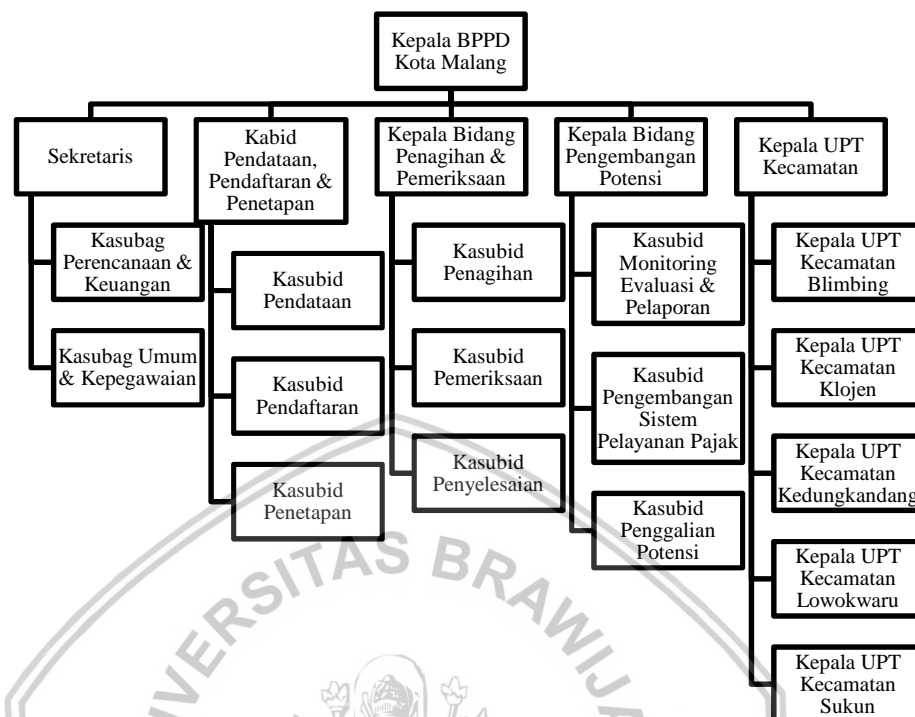 Kepala BPPD
Kota Malang
Sekretaris
Kasubag
Perencanaan &
Keuangan
Kasubag Umum
& Kepegawaian
Kabid
Pendataan,
Pendaftaran &
Penetapan
Kasubid
Pendataan
Kasubid
Pendaftaran
Kasubid
Penetapan
Kepala Bidang
Penagihan &
Pemeriksaan
Kasubid
Penagihan
Kasubid
Pemeriksaan
Kasubid
Penyelesaian
Kepala Bidang
Pengembangan
Potensi
Kasubid
Monitoring
Evaluasi &
Pelaporan
Kasubid
Pengembangan
Sistem
Pelayanan Pajak
Kasubid
Penggalian
Potensi
Kepala UPT
Kecamatan
Kepala UPT
Kecamatan
Blimbing
Kepala UPT
Kecamatan
Klojen
Kepala UPT
Kecamatan
Kedungkandang
Kepala UPT
Kecamatan
Lowokwaru
Kepala UPT
Kecamatan
Sukun
VERSITAS BRAWIJA